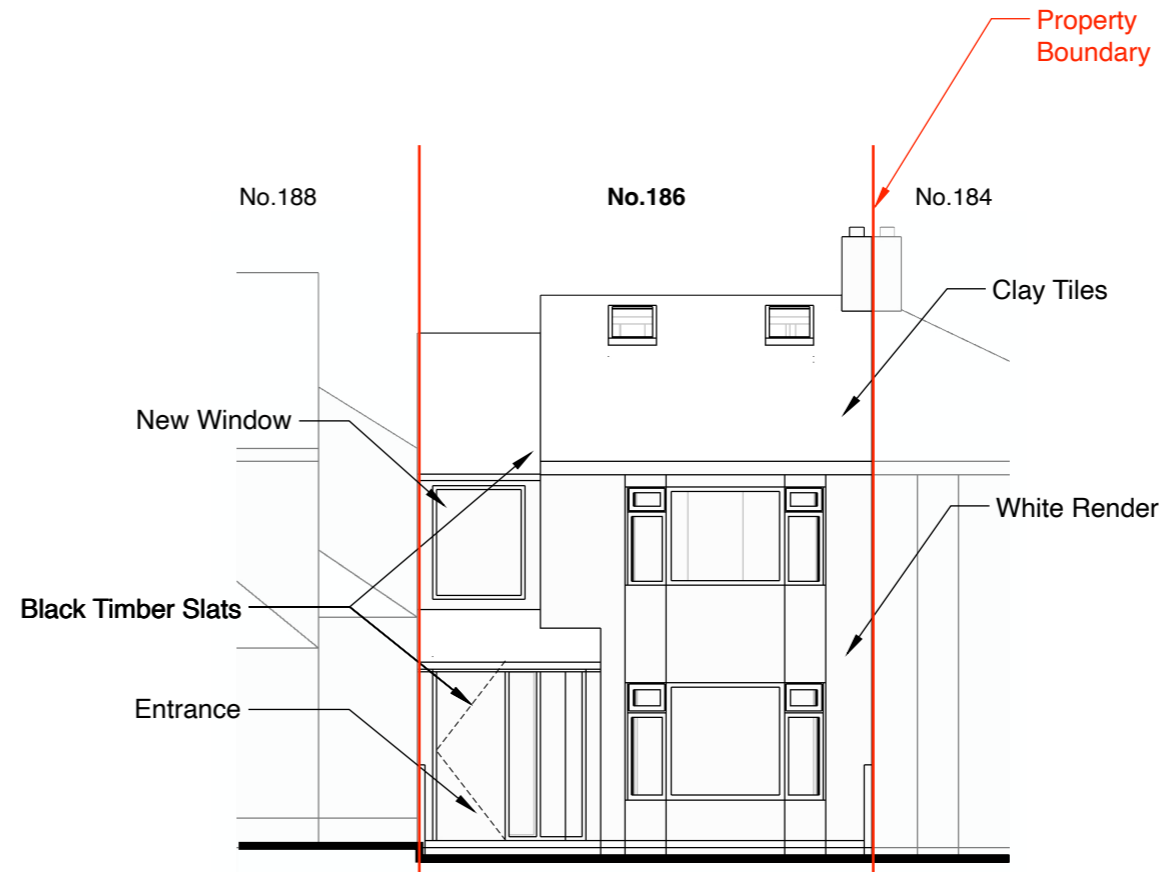 Property
Boundary
No.188
No.186
No.184
Clay Tiles
New Window
White Render
Black Timber Slats
Entrance